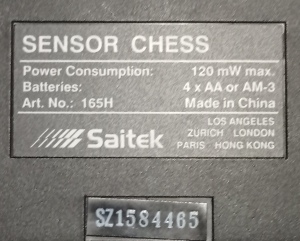 SENSOR CHESS
Power Consumption: 120 mW max.
Batteries: 4 x AA or AM-3
Art. No.: 165H Made in China
Saitek
LOS ANGELES
ZURICH LONDON
PARIS HONG KONG
SZ1584465